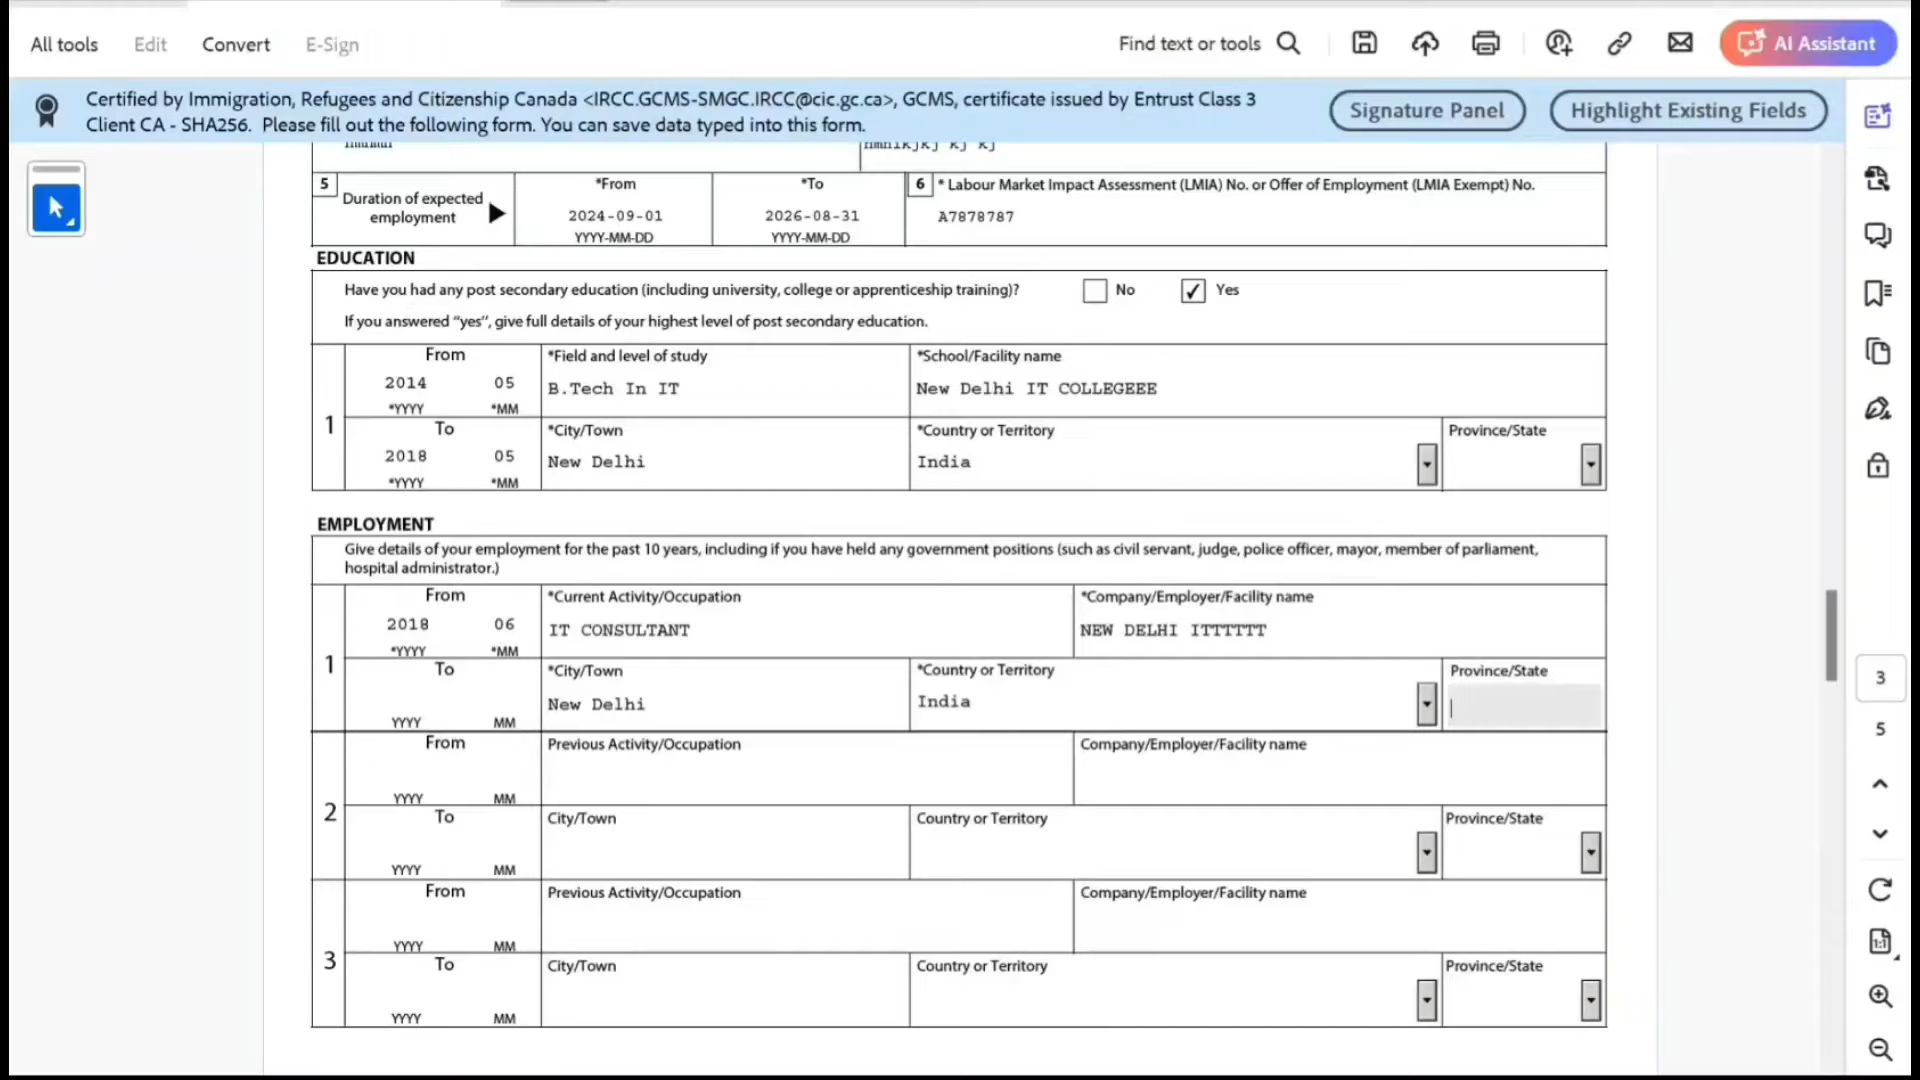 All tools
Edit
Convert
E-Sign
Find text or tools
AI Assistant
Certified by Immigration, Refugees and Citizenship Canada <IRCC.GCMS-SMGC.IRCC@cic.gc.ca>, GCMS, certificate issued by Entrust Class 3
Client CA - SHA256. Please fill out the following form. You can save data typed into this form.
Signature Panel
Highlight Existing Fields
5
Duration of expected
employment
*From
2024-09-01
YYYY-MM-DD
*To
2026-08-31
YYYY-MM-DD
6
* Labour Market Impact Assessment (LMIA) No. or Offer of Employment (LMIA Exempt) No.
A7878787
EDUCATION
Have you had any post secondary education (including university, college or apprenticeship training)?
No
Yes
If you answered “yes”, give full details of your highest level of post secondary education.
1
From
2014 05
*YYYY *MM
*Field and level of study
B.Tech In IT
*School/Facility name
New Delhi IT COLLEGEEE
To
2018 05
*YYYY *MM
*City/Town
New Delhi
*Country or Territory
India
Province/State
EMPLOYMENT
Give details of your employment for the past 10 years, including if you have held any government positions (such as civil servant, judge, police officer, mayor, member of parliament,
hospital administrator.)
1
From
2018 06
*YYYY *MM
*Current Activity/Occupation
IT CONSULTANT
*Company/Employer/Facility name
NEW DELHI ITTTTTT
To
YYYY MM
*City/Town
New Delhi
*Country or Territory
India
Province/State
2
From
YYYY MM
Previous Activity/Occupation
Company/Employer/Facility name
To
YYYY MM
City/Town
Country or Territory
Province/State
3
From
YYYY MM
Previous Activity/Occupation
Company/Employer/Facility name
To
YYYY MM
City/Town
Country or Territory
Province/State
3
5
1:1